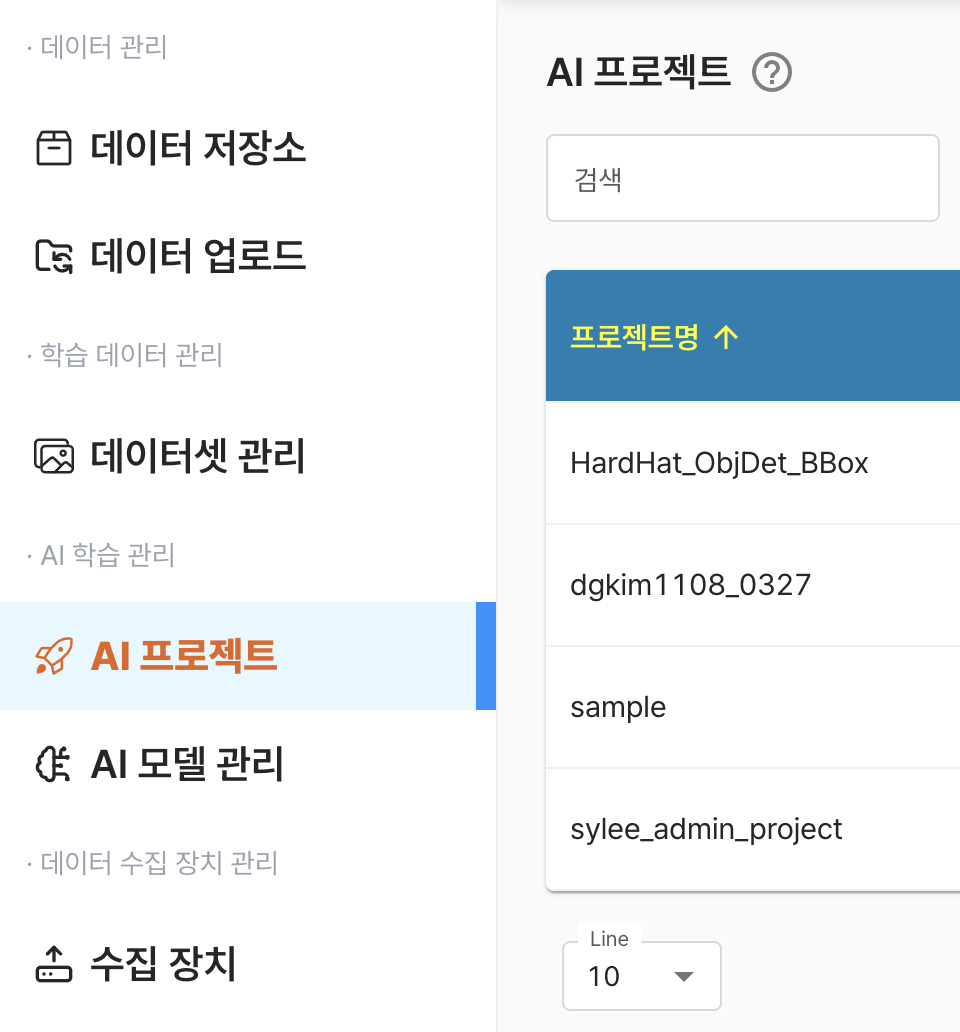 · 데이터 관리
데이터 저장소
데이터 업로드
· 학습 데이터 관리
데이터셋 관리
· AI 학습 관리
AI 프로젝트
AI 모델 관리
· 데이터 수집 장치 관리
수집 장치
AI 프로젝트 ?
검색
프로젝트명 ↑
HardHat_ObjDet_BBox
dgkim1108_0327
sample
sylee_admin_project
Line
10